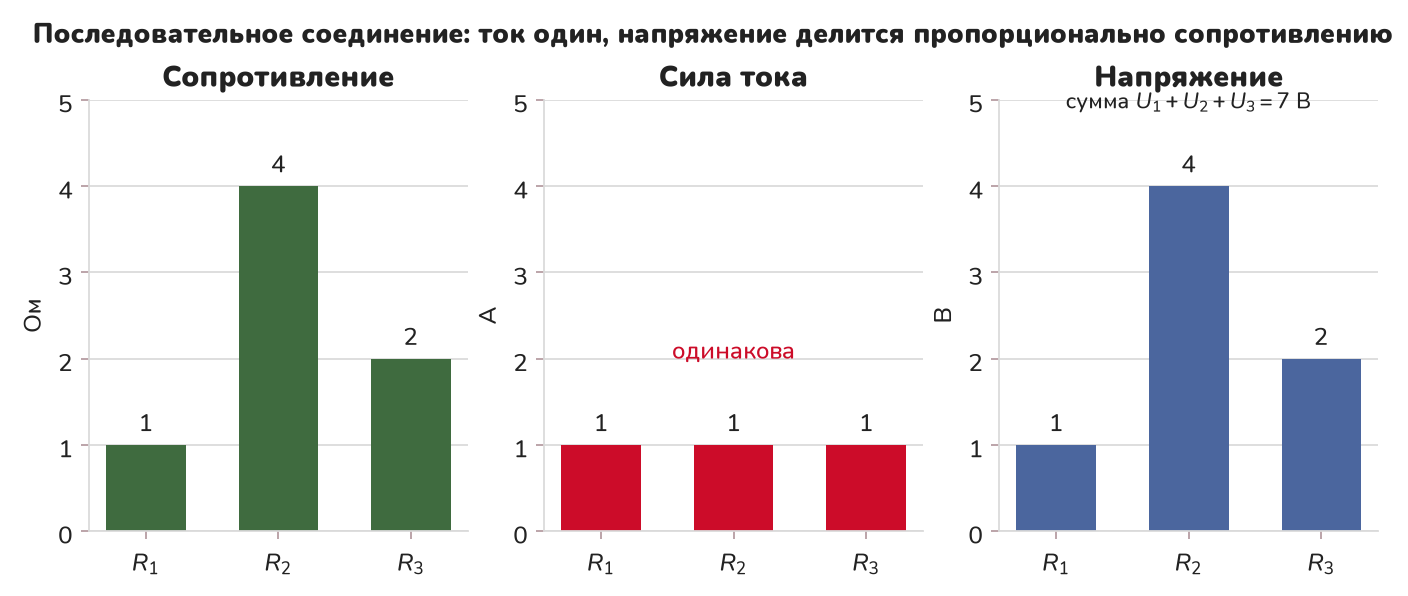 Последовательное соединение: ток один, напряжение делится пропорционально сопротивлению
Сопротивление
Ом
5
4
3
2
1
0
1
4
2
R₁ R₂ R₃
Сила тока
А
5
4
3
2
1
0
одинакова
1 1 1
R₁ R₂ R₃
Напряжение
сумма U₁ + U₂ + U₃ = 7 В
В
5
4
3
2
1
0
1
4
2
R₁ R₂ R₃